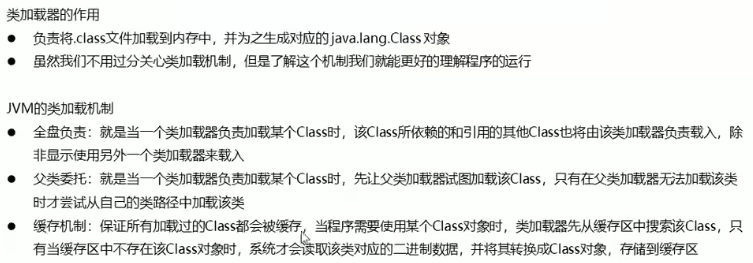 类加载器的作用
● 负责将.class文件加载到内存中，并为之生成对应的java.lang.Class对象
● 虽然我们不用过分关心类加载机制，但是了解这个机制我们就能更好的理解程序的运行
JVM的类加载机制
● 全盘负责：就是当一个类加载器负责加载某个Class时，该Class所依赖的和引用的其他Class也将由该类加载器负责载入，除
非显示使用另外一个类加载器来载入
● 父类委托：就是当一个类加载器负责加载某个Class时，先让父类加载器试图加载该Class，只有在父类加载器无法加载该类
时才尝试从自己的类路径中加载该类
● 缓存机制：保证所有加载过的Class都会被缓存，当程序需要使用某个Class对象时，类加载器先从缓存区中搜索该Class，只
有当缓存区中不存在该Class对象时，系统才会读取该类对应的二进制数据，并将其转换成Class对象，存储到缓存区